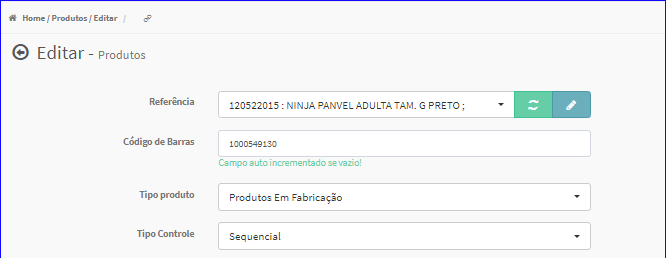 Home / Produtos / Editar /
Editar - Produtos
Referência
120522015 : NINJA PANVEL ADULTA TAM. G PRETO ;
Código de Barras
1000549130
Campo auto incrementado se vazio!
Tipo produto
Produtos Em Fabricação
Tipo Controle
Sequencial